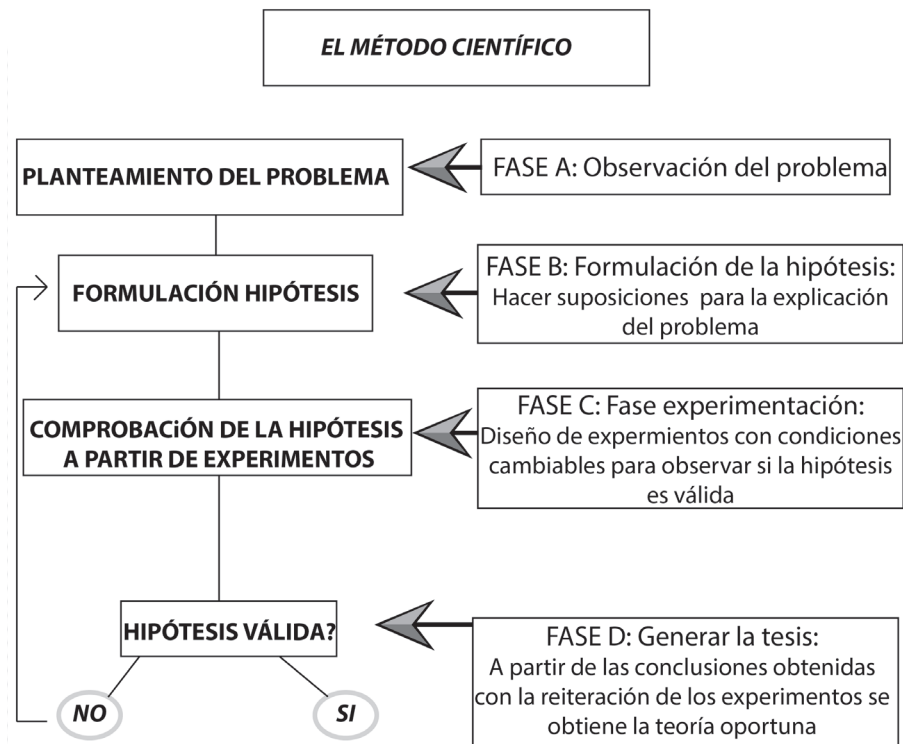 EL MÉTODO CIENTÍFICO
PLANTEAMIENTO DEL PROBLEMA
FASE A: Observación del problema
FORMULACIÓN HIPÓTESIS
FASE B: Formulación de la hipótesis:
Hacer suposiciones para la explicación
del problema
COMPROBACiÓN DE LA HIPÓTESIS
A PARTIR DE EXPERIMENTOS
FASE C: Fase experimentación:
Diseño de expermientos con condiciones
cambiables para observar si la hipótesis
es válida
HIPÓTESIS VÁLIDA?
FASE D: Generar la tesis:
A partir de las conclusiones obtenidas
con la reiteración de los experimentos se
obtiene la teoría oportuna
NO
SI